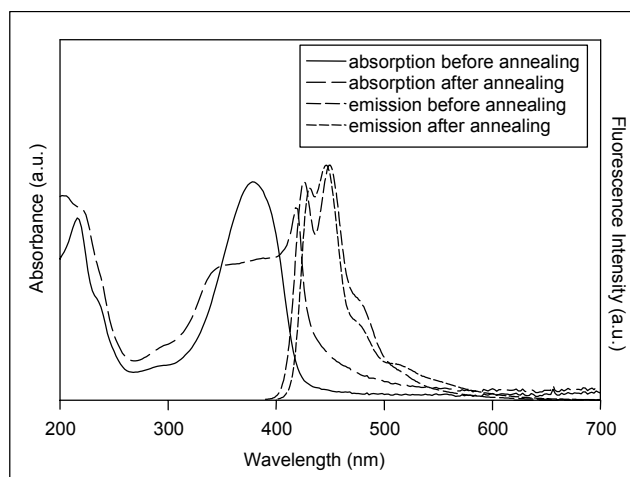 absorption before annealing
absorption after annealing
emission before annealing
emission after annealing
Absorbance (a.u.)
Fluorescence Intensity (a.u.)
200 300 400 500 600 700
Wavelength (nm)